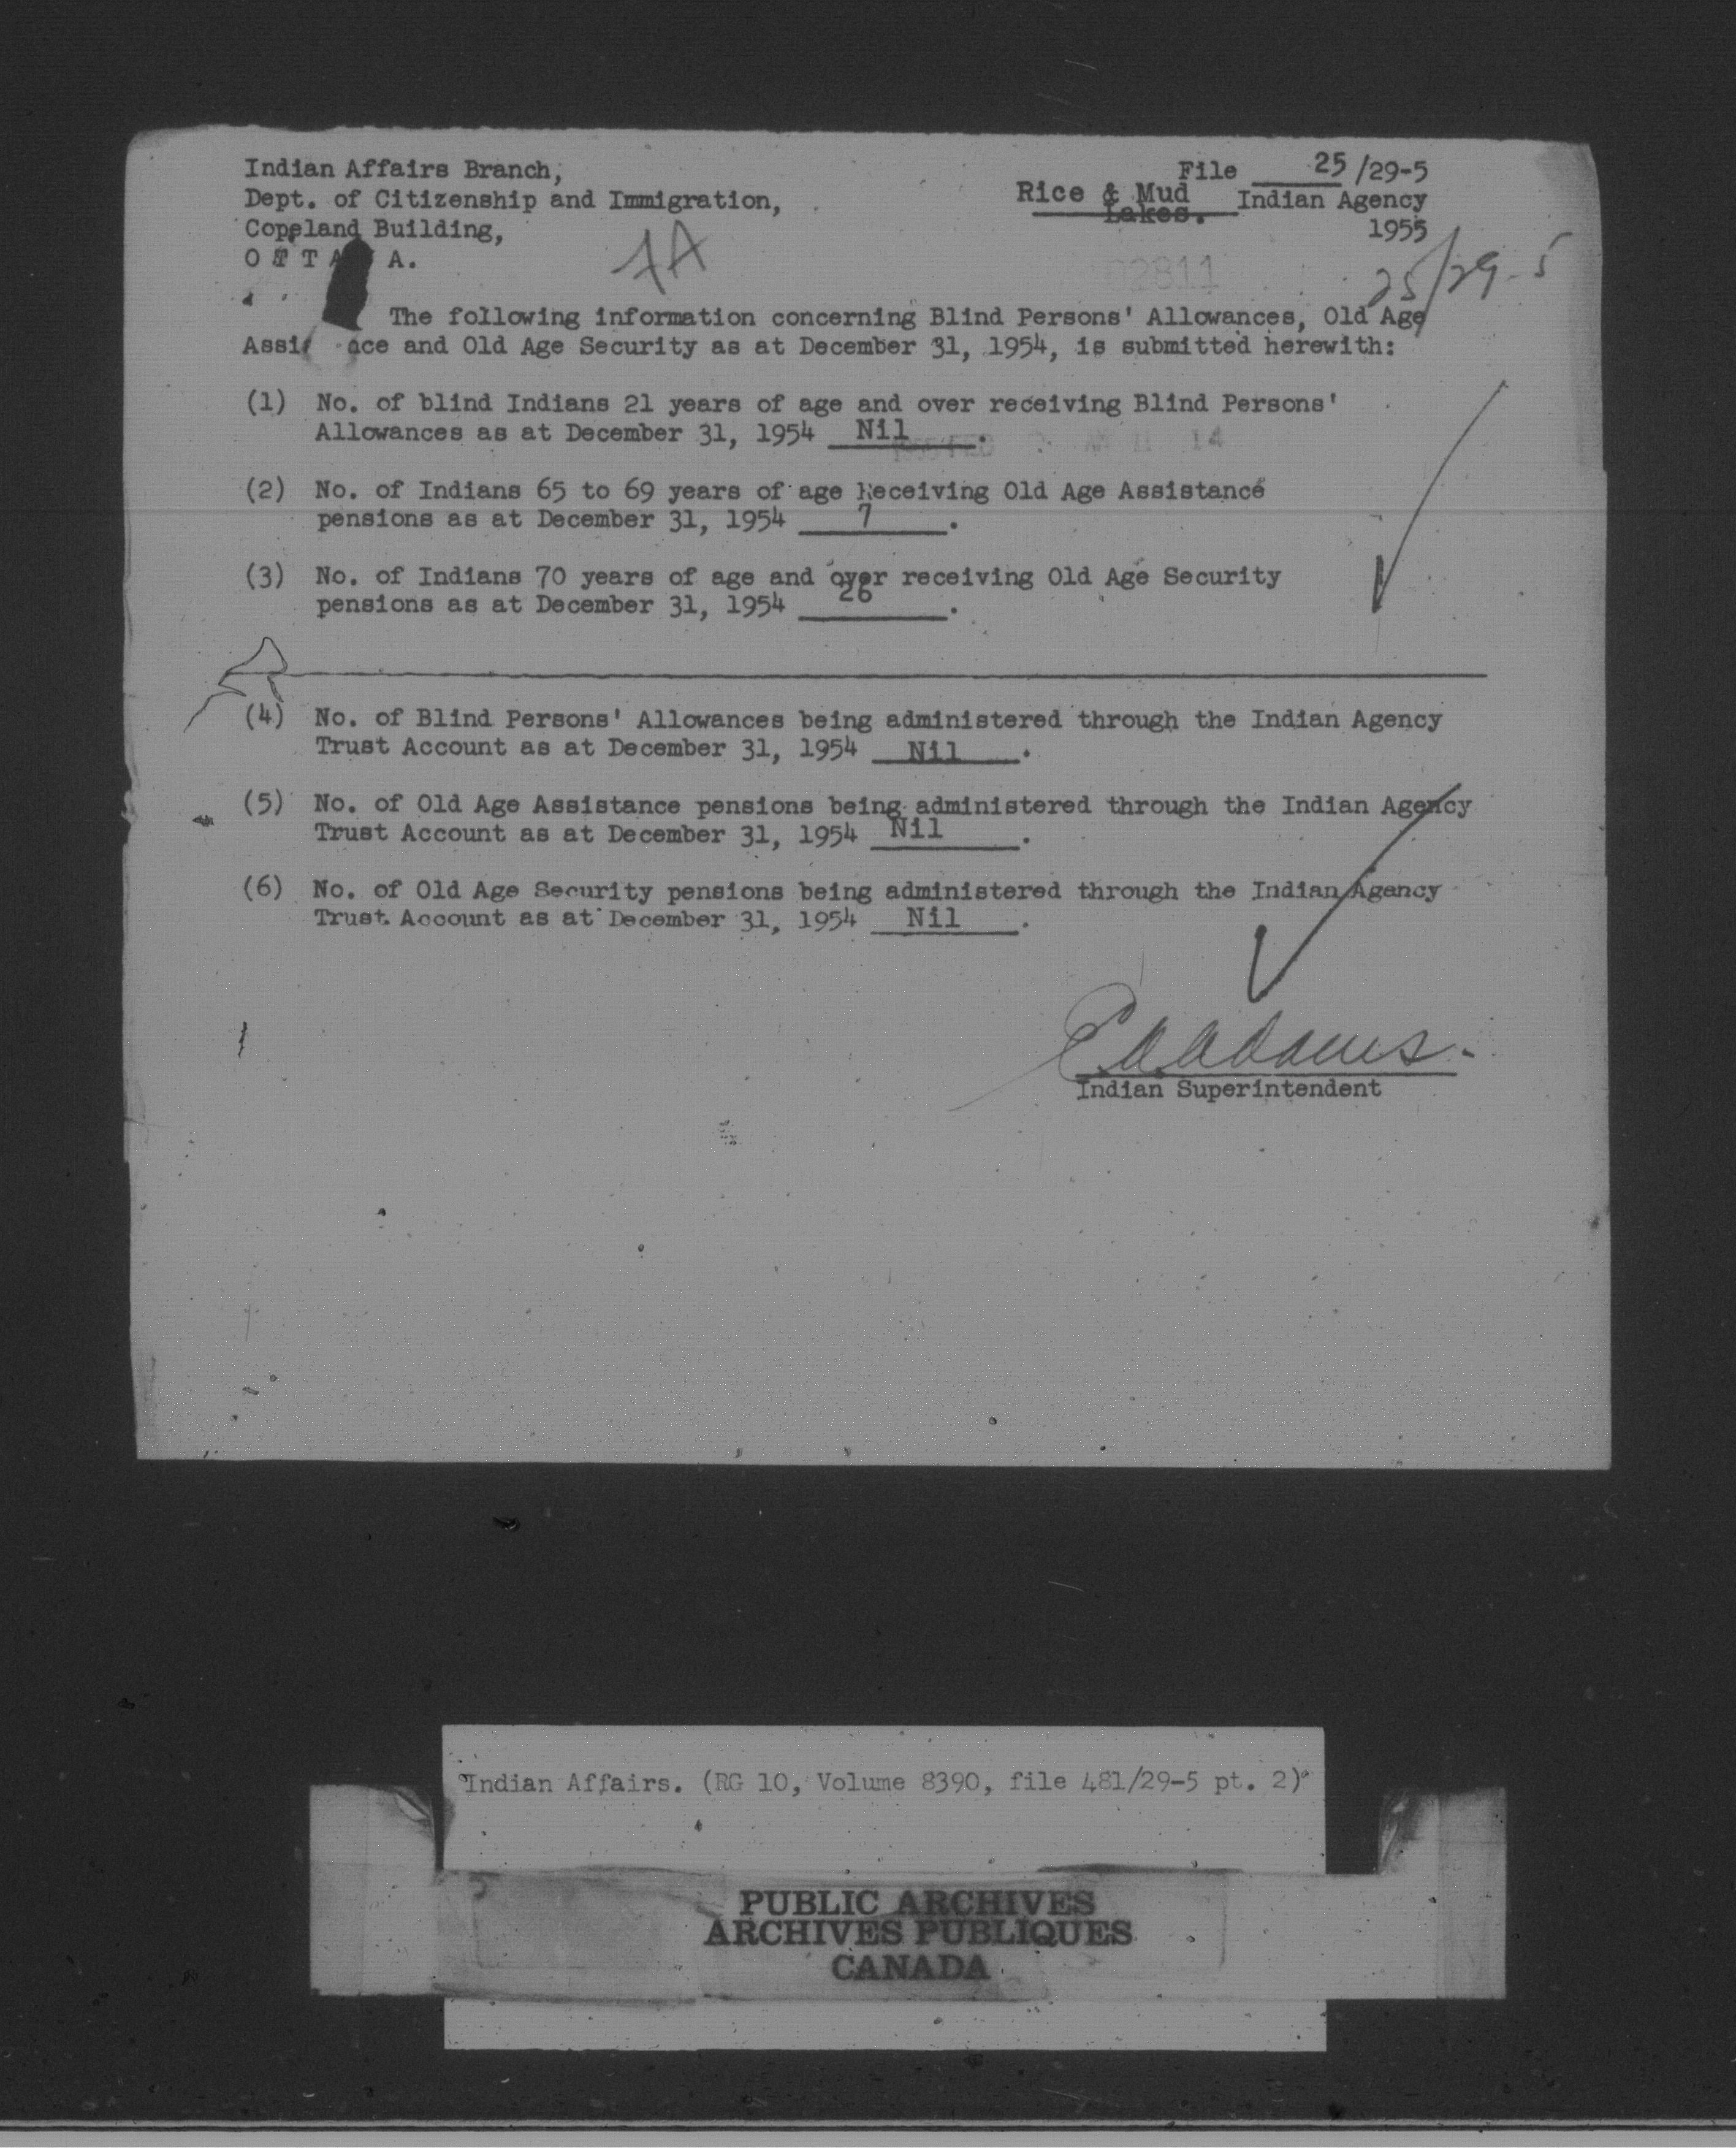 Indian Affairs Branch,
Dept. of Citizenship and Immigration,
Copeland Building,
O T T A A.
File 25/29-5
Rice & Mud Lakes. Indian Agency
1955
25/29-5
02811
The following information concerning Blind Persons' Allowances, Old Age
Assi nce and Old Age Security as at December 31, 1954, is submitted herewith:
(1) No. of blind Indians 21 years of age and over receiving Blind Persons'
Allowances as at December 31, 1954 Nil.
(2) No. of Indians 65 to 69 years of age Receiving Old Age Assistance
pensions as at December 31, 1954 7.
(3) No. of Indians 70 years of age and over receiving Old Age Security
pensions as at December 31, 1954 26.
(4) No. of Blind Persons' Allowances being administered through the Indian Agency
Trust Account as at December 31, 1954 Nil.
(5) No. of Old Age Assistance pensions being administered through the Indian Agency
Trust Account as at December 31, 1954 Nil.
(6) No. of Old Age Security pensions being administered through the Indian Agency
Trust Account as at December 31, 1954 Nil.
Adams.
Indian Superintendent
Indian Affairs. (RG 10, Volume 8390, file 481/29-5 pt. 2)
PUBLIC ARCHIVES
ARCHIVES PUBLIQUES
CANADA